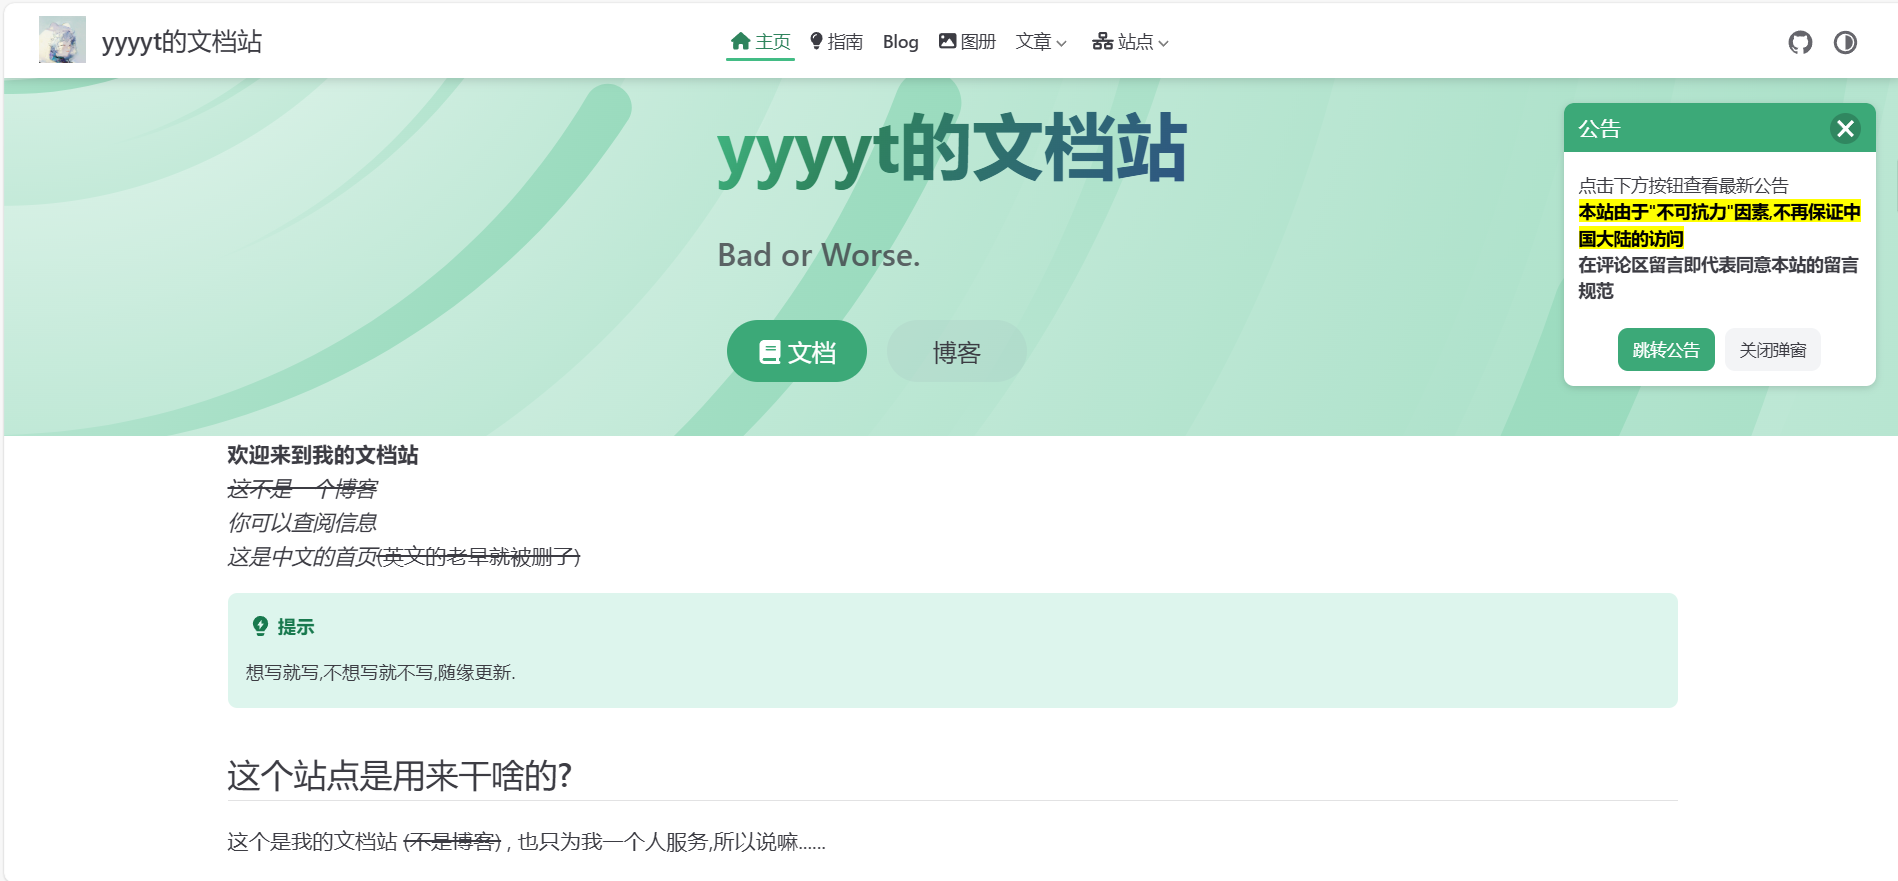 yyyyt的文档站
主页 指南 Blog 图册 文章 站点
yyyyt的文档站
Bad or Worse.
文档 博客
公告
点击下方按钮查看最新公告
本站由于"不可抗力"因素,不再保证中
国大陆的访问
在评论区留言即代表同意本站的留言
规范
跳转公告 关闭弹窗
欢迎来到我的文档站
这不是一个博客
你可以查阅信息
这是中文的首页(英文的老早就被删了)
提示
想写就写,不想写就不写,随缘更新.
这个站点是用来干啥的?
这个是我的文档站 (不是博客) , 也只为我一个人服务,所以说嘛......